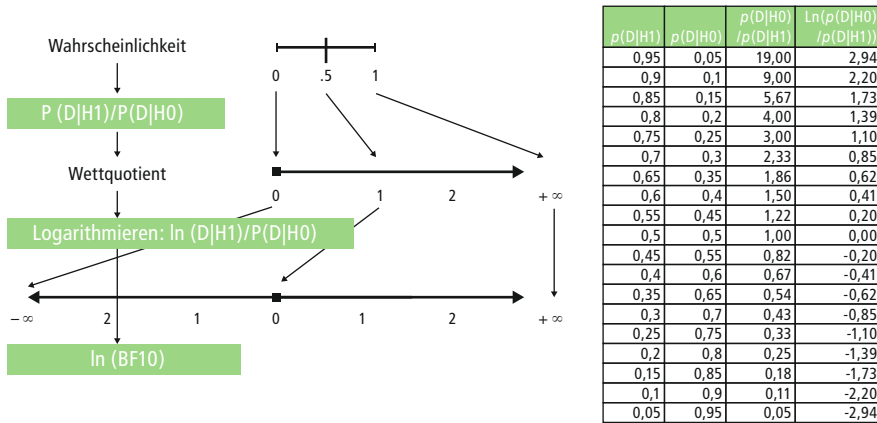 Wahrscheinlichkeit
0 .5 1
P (D|H1)/P(D|H0)
Wettquotient
0 1 2 + ∞
Logarithmieren: ln (D|H1)/P(D|H0)
– ∞ 2 1 0 1 2 + ∞
ln (BF10)
p(D|H1) p(D|H0) p(D|H0) /p(D|H1) Ln(p(D|H0) /p(D|H1))
0,95 0,05 19,00 2,94
0,9 0,1 9,00 2,20
0,85 0,15 5,67 1,73
0,8 0,2 4,00 1,39
0,75 0,25 3,00 1,10
0,7 0,3 2,33 0,85
0,65 0,35 1,86 0,62
0,6 0,4 1,50 0,41
0,55 0,45 1,22 0,20
0,5 0,5 1,00 0,00
0,45 0,55 0,82 -0,20
0,4 0,6 0,67 -0,41
0,35 0,65 0,54 -0,62
0,3 0,7 0,43 -0,85
0,25 0,75 0,33 -1,10
0,2 0,8 0,25 -1,39
0,15 0,85 0,18 -1,73
0,1 0,9 0,11 -2,20
0,05 0,95 0,05 -2,94